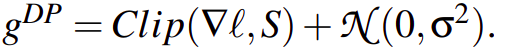 g^{DP} = Clip(∇ℓ, S) + 𝒩(0, σ²).